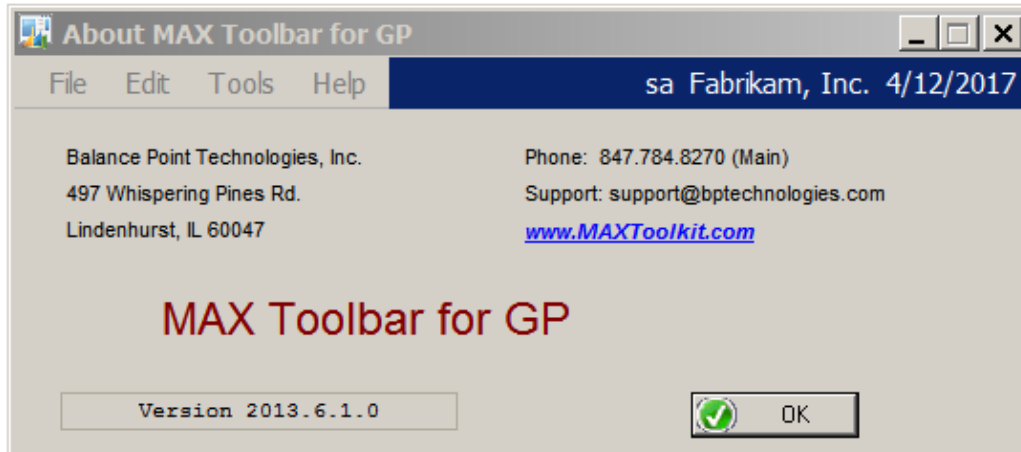 About MAX Toolbar for GP
File Edit Tools Help sa Fabrikam, Inc. 4/12/2017
Balance Point Technologies, Inc. Phone: 847.784.8270 (Main)
497 Whispering Pines Rd. Support: support@bptechnologies.com
Lindenhurst, IL 60047 www.MAXToolkit.com
MAX Toolbar for GP
Version 2013.6.1.0 OK